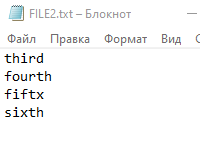 FILE2.txt – Блокнот
Файл Правка Формат Вид
third
fourth
fiftx
sixth